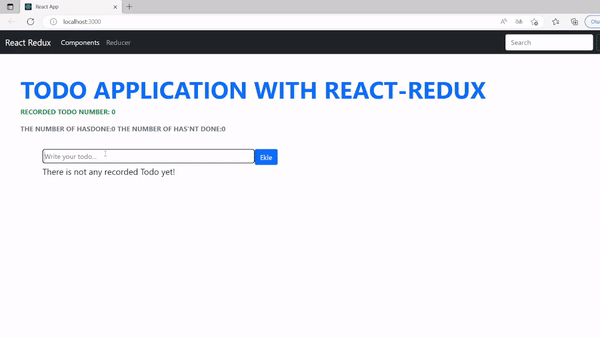 React App
localhost:3000
React Redux Components Reducer Search
TODO APPLICATION WITH REACT-REDUX
RECORDED TODO NUMBER: 0
THE NUMBER OF HASDONE:0 THE NUMBER OF HAS'NT DONE:0
Write your todo... Ekle
There is not any recorded Todo yet!